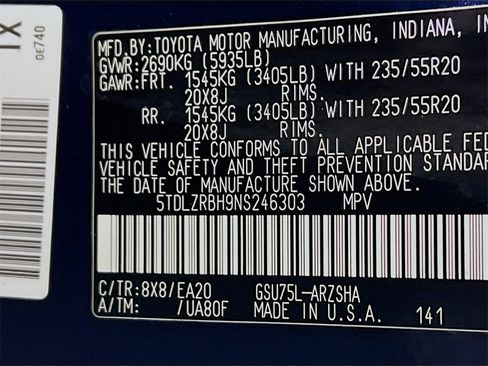 TX
0E740
MFD.BY:TOYOTA MOTOR MANUFACTURING, INDIANA,
GVWR:2690KG (5935LB)
GAWR:FRT. 1545KG (3405LB) WITH 235/55R20
20X8J RIMS.
RR. 1545KG (3405LB) WITH 235/55R20
20X8J RIMS.
THIS VEHICLE CONFORMS TO ALL APPLICABLE FED
VEHICLE SAFETY AND THEFT PREVENTION STANDAR
THE DATE OF MANUFACTURE SHOWN ABOVE.
5TDLZRBH9NS246303 MPV
C/TR:8X8/EA20 GSU75L-ARZSHA
A/TM: /UA80F MADE IN U.S.A. 141